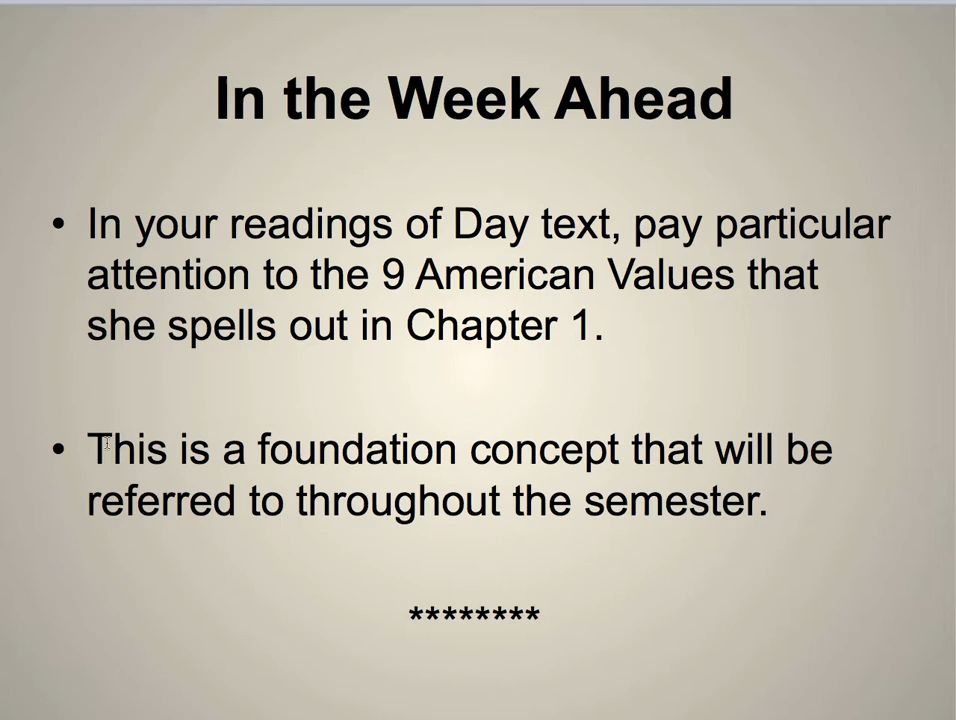 In the Week Ahead
• In your readings of Day text, pay particular
attention to the 9 American Values that
she spells out in Chapter 1.
• This is a foundation concept that will be
referred to throughout the semester.
********